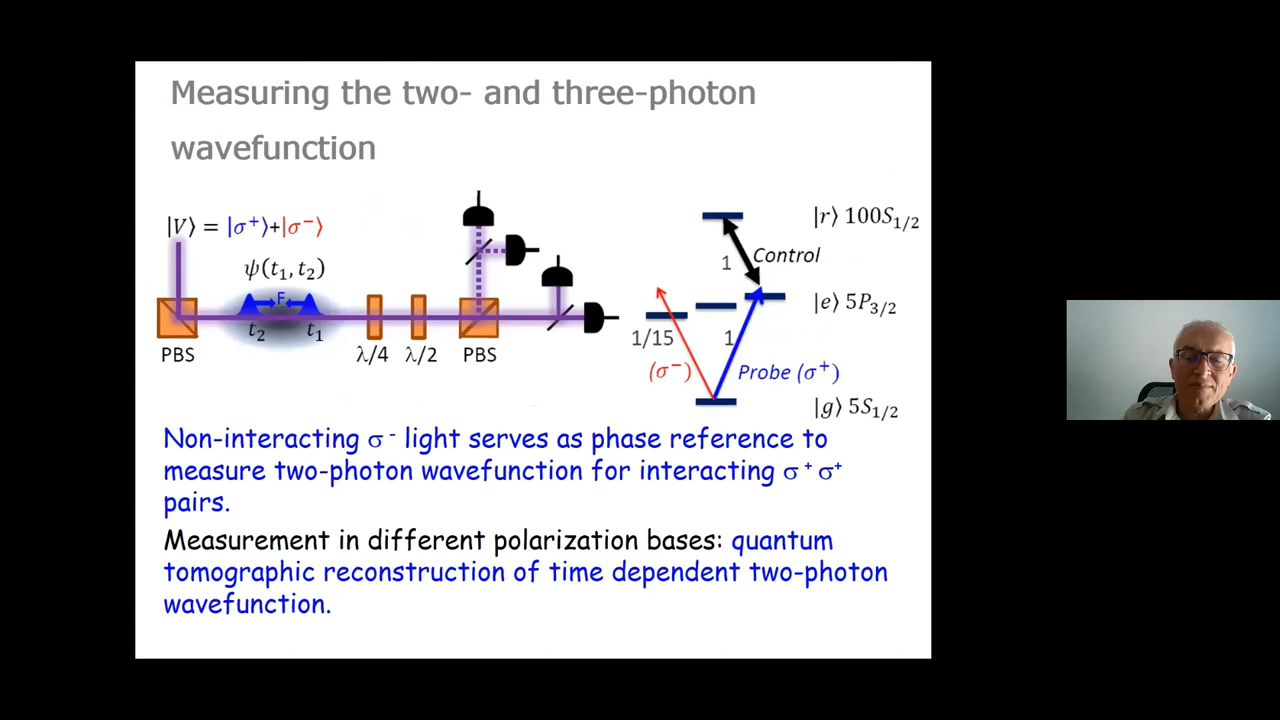 Measuring the two- and three-photon
wavefunction
|V⟩ = |σ⁺⟩+|σ⁻⟩
ψ(t₁, t₂)
F
t₂ t₁
PBS
λ/4
λ/2
PBS
|r⟩ 100S₁/₂
1
Control
|e⟩ 5P₃/₂
1/15
1
(σ⁻)
Probe (σ⁺)
|g⟩ 5S₁/₂
Non-interacting σ⁻ light serves as phase reference to
measure two-photon wavefunction for interacting σ⁺σ⁺
pairs.
Measurement in different polarization bases: quantum
tomographic reconstruction of time dependent two-photon
wavefunction.